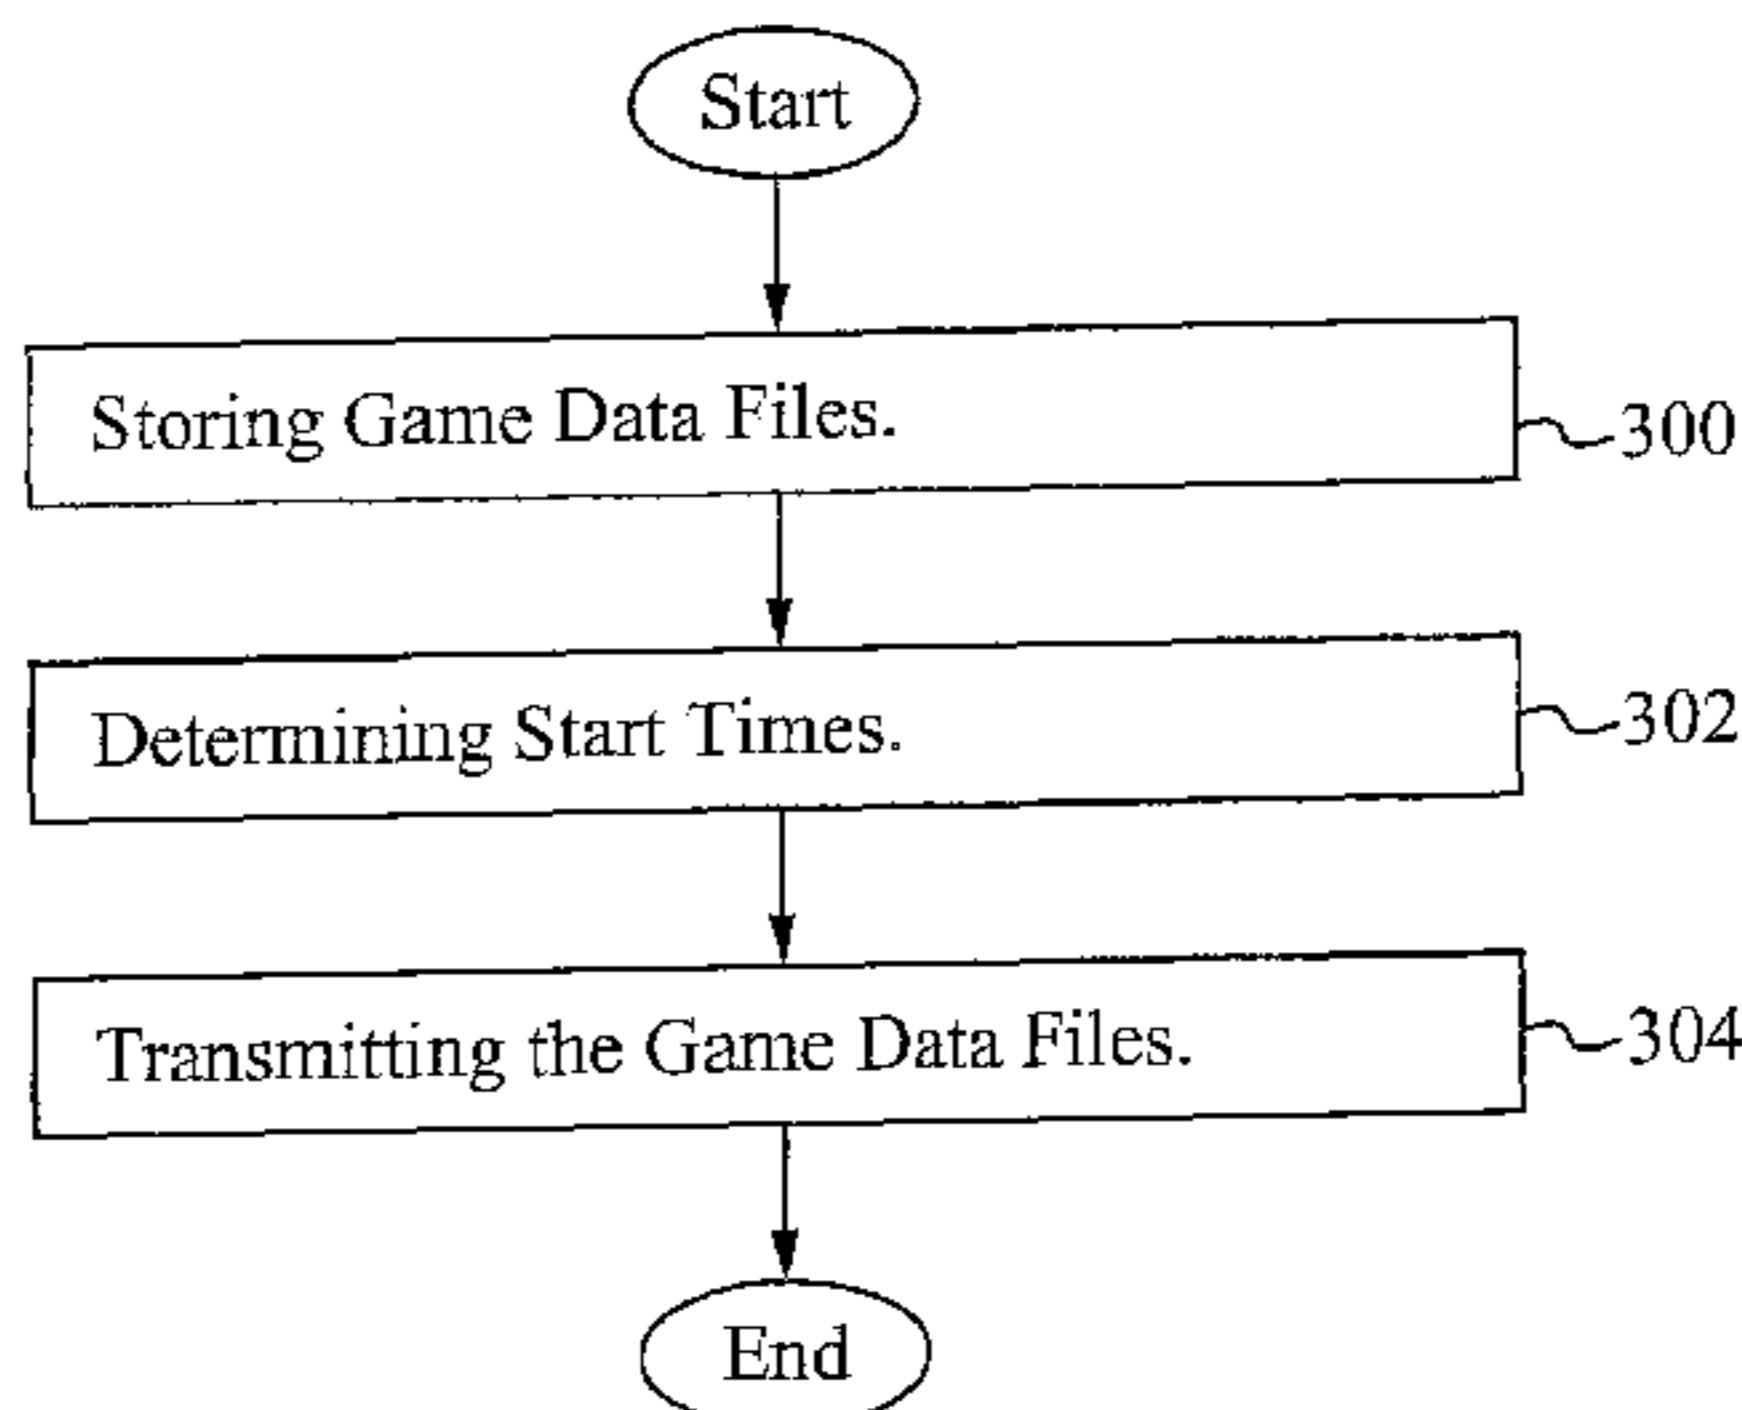 Start
Storing Game Data Files.
300
Determining Start Times.
302
Transmitting the Game Data Files.
304
End